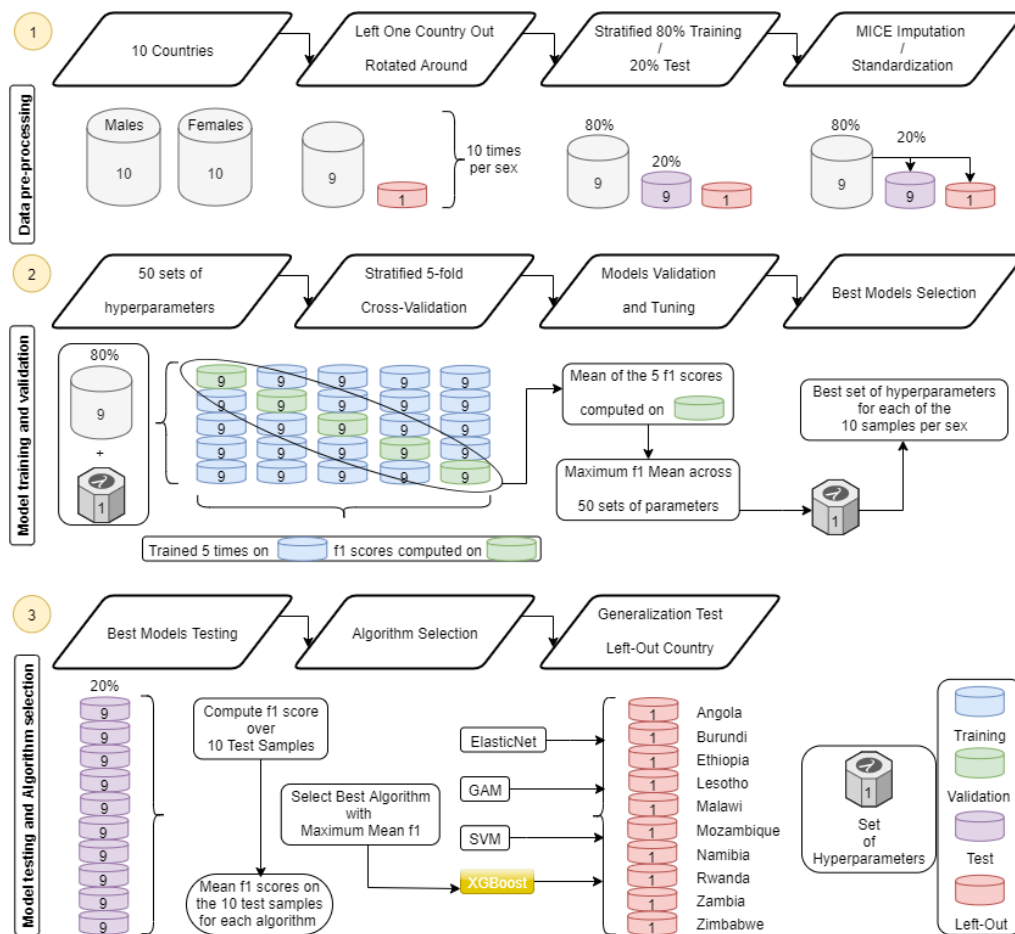 1
10 Countries
Left One Country Out
Rotated Around
Stratified 80% Training
/
20% Test
MICE Imputation
/
Standardization
Data pre-processing
Males
10
Females
10
9
1
10 times
per sex
80%
9
20%
9
1
80%
9
20%
9
1
2
50 sets of
hyperparameters
Stratified 5-fold
Cross-Validation
Models Validation
and Tuning
Best Models Selection
Model training and validation
80%
9
+
λ
1
9 9 9 9 9
9 9 9 9 9
9 9 9 9 9
9 9 9 9 9
9 9 9 9 9
Trained 5 times on
f1 scores computed on
Mean of the 5 f1 scores
computed on
Maximum f1 Mean across
50 sets of parameters
λ
1
Best set of hyperparameters
for each of the
10 samples per sex
3
Best Models Testing
Algorithm Selection
Generalization Test
Left-Out Country
Model testing and Algorithm selection
20%
9
9
9
9
9
9
9
9
9
9
Compute f1 score
over
10 Test Samples
Mean f1 scores on
the 10 test samples
for each algorithm
Select Best Algorithm
with
Maximum Mean f1
ElasticNet
GAM
SVM
XGBoost
1 Angola
1 Burundi
1 Ethiopia
1 Lesotho
1 Malawi
1 Mozambique
1 Namibia
1 Rwanda
1 Zambia
1 Zimbabwe
λ
1
Set
of
Hyperparameters
Training
Validation
Test
Left-Out